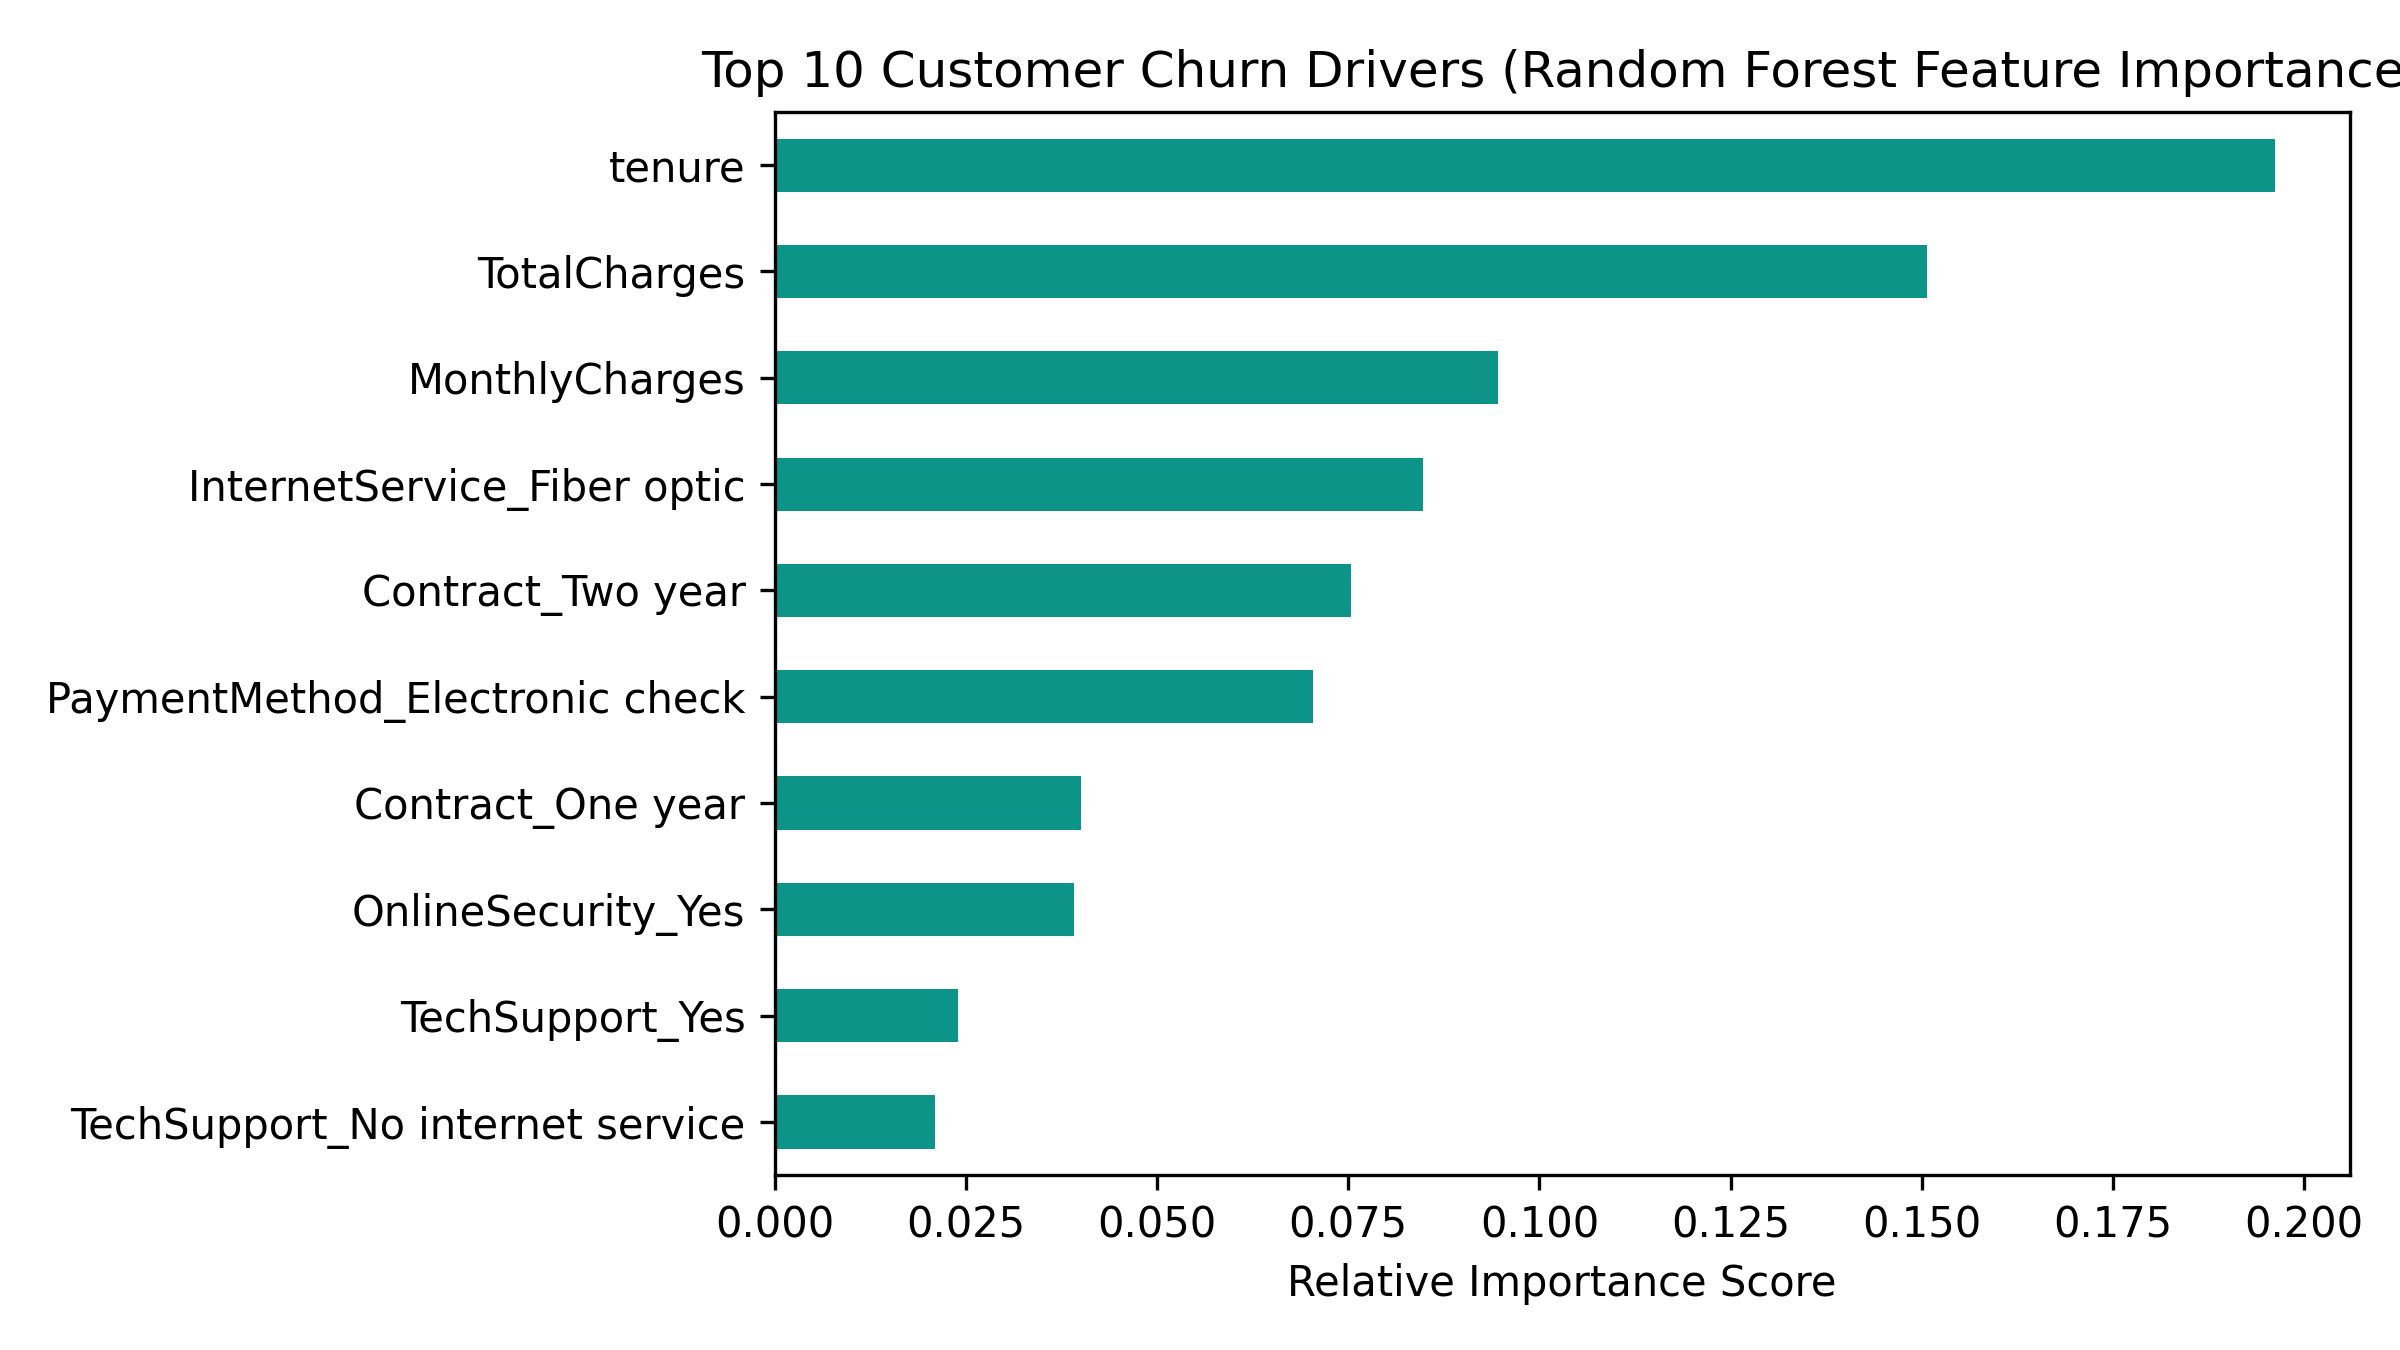 Top 10 Customer Churn Drivers (Random Forest Feature Importance
tenure
TotalCharges
MonthlyCharges
InternetService_Fiber optic
Contract_Two year
PaymentMethod_Electronic check
Contract_One year
OnlineSecurity_Yes
TechSupport_Yes
TechSupport_No internet service
0.000 0.025 0.050 0.075 0.100 0.125 0.150 0.175 0.200
Relative Importance Score